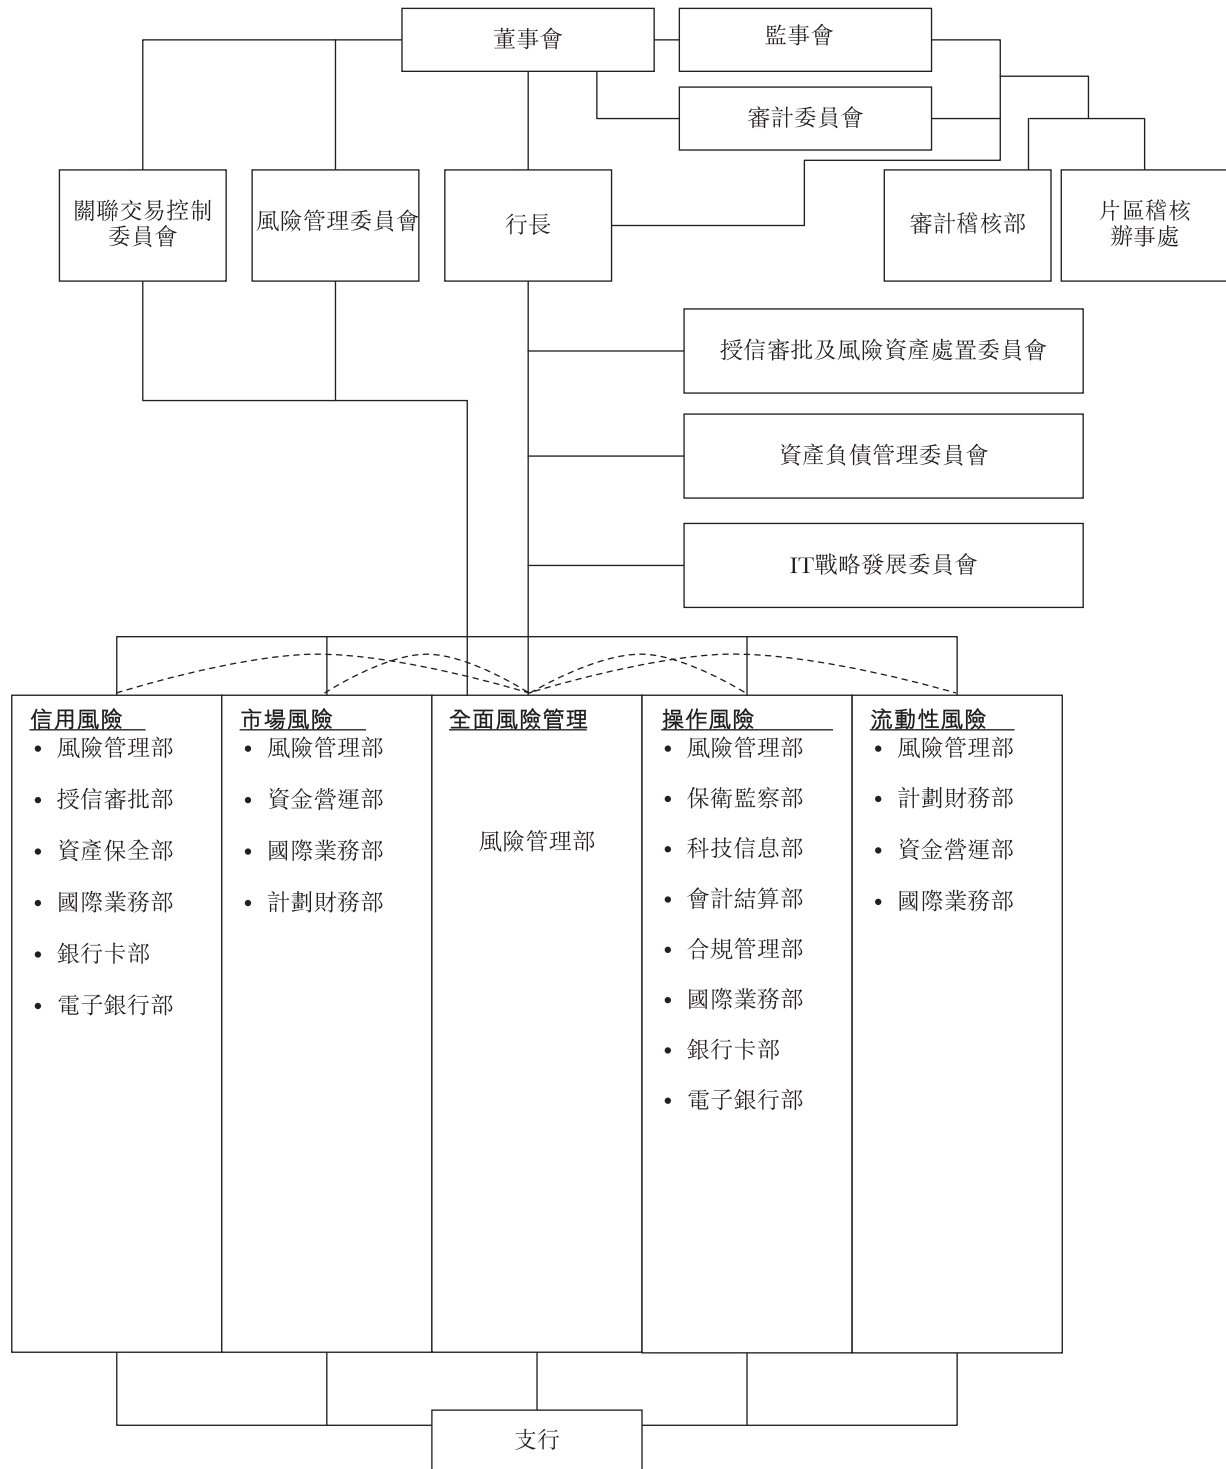 董事會
監事會
審計委員會
關聯交易控制
委員會
風險管理委員會
行長
審計稽核部
片區稽核
辦事處
授信審批及風險資產處置委員會
資產負債管理委員會
IT戰略發展委員會
信用風險
• 風險管理部
• 授信審批部
• 資產保全部
• 國際業務部
• 銀行卡部
• 電子銀行部
市場風險
• 風險管理部
• 資金營運部
• 國際業務部
• 計劃財務部
全面風險管理
風險管理部
操作風險
• 風險管理部
• 保衛監察部
• 科技信息部
• 會計結算部
• 合規管理部
• 國際業務部
• 銀行卡部
• 電子銀行部
流動性風險
• 風險管理部
• 計劃財務部
• 資金營運部
• 國際業務部
支行